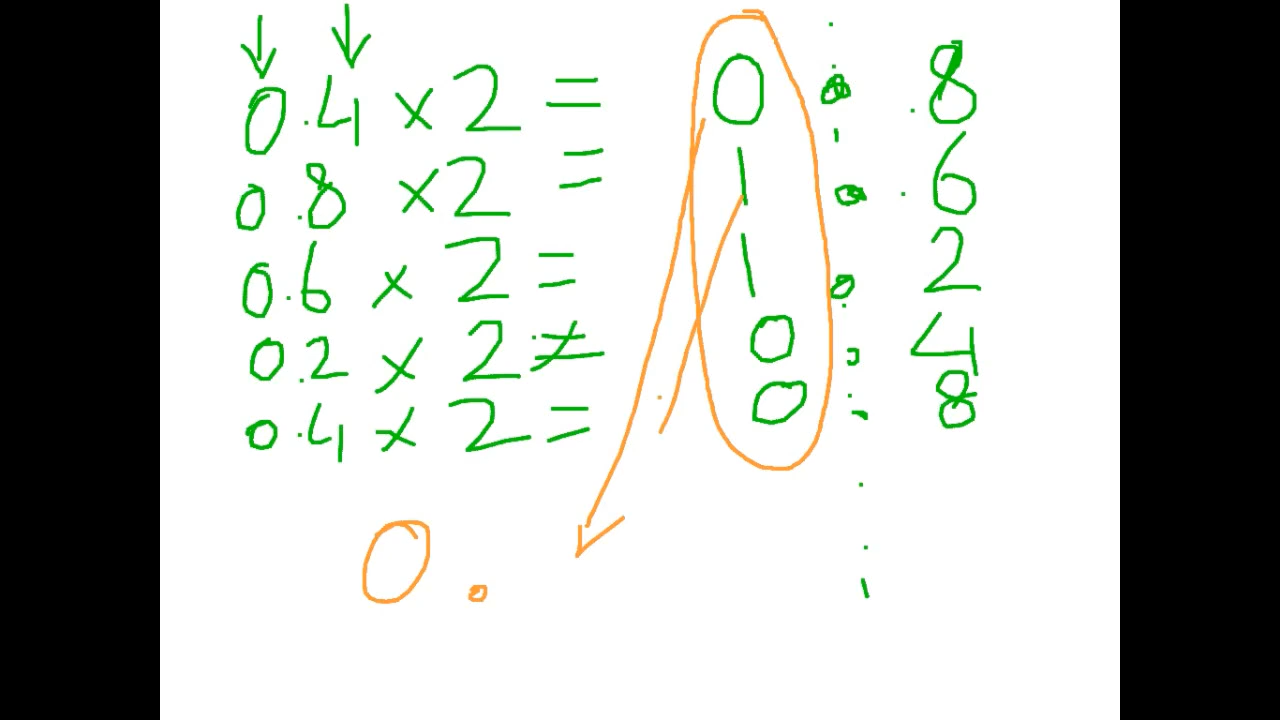 0.4 × 2 = 0 . .8
0.8 × 2 = 1 . .6
0.6 × 2 = 1 . 2
0.2 × 2 = 0 . 4
0.4 × 2 = 0 . 8
0.